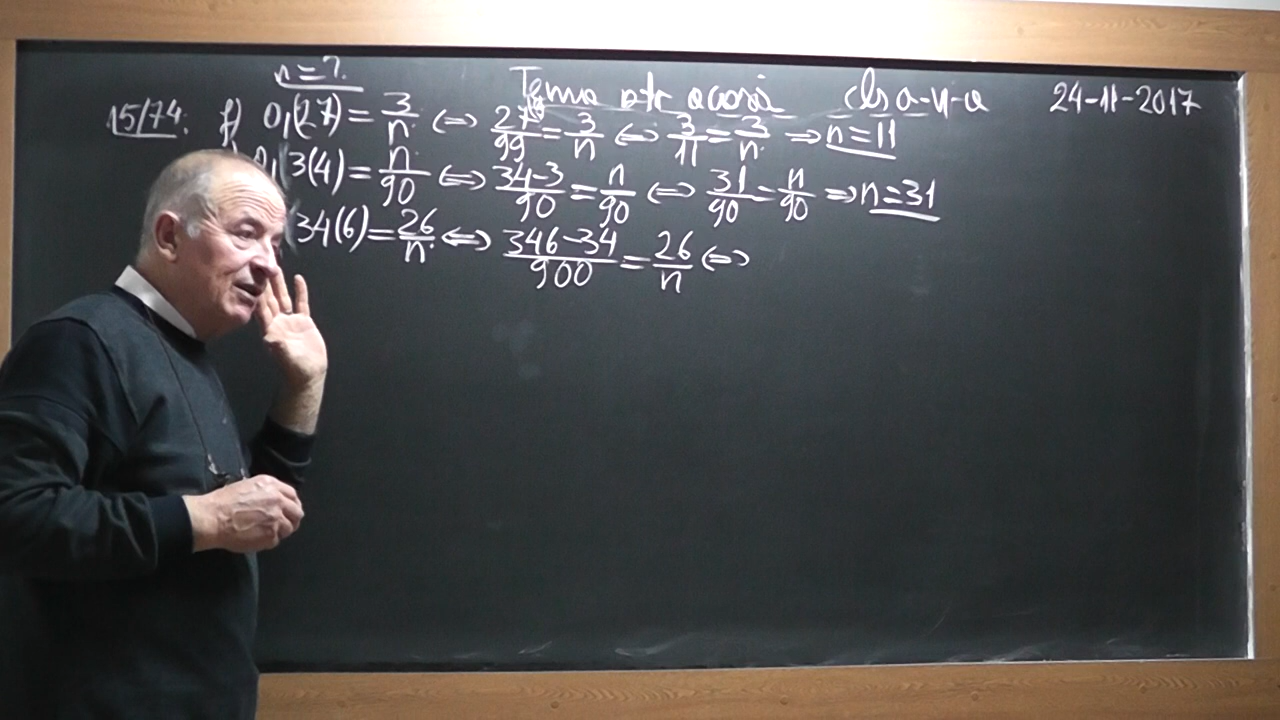 n=?
Tema ptr acasă cls a-V-a 24-11-2017
15/74: f) 0,(27)=3/n ⇔ 27/99=3/n ⇔ 3/11=3/n ⇒ n=11
0,3(4)=n/90 ⇔ 34-3/90=n/90 ⇔ 31/90=n/90 ⇒ n=31
34(6)=26/n ⇔ 346-34/900=26/n ⇔